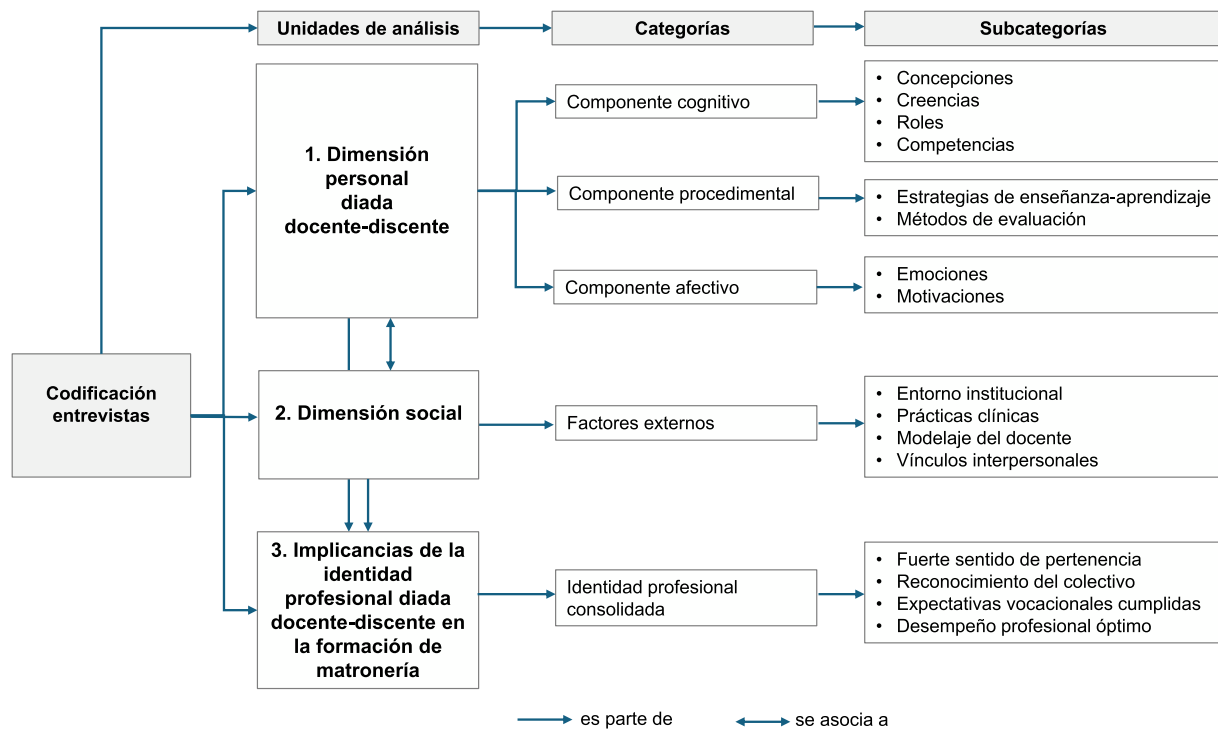 Unidades de análisis
Categorías
Subcategorías
Codificación
entrevistas
1. Dimensión
personal
diada
docente-discente
Componente cognitivo
• Concepciones
• Creencias
• Roles
• Competencias
Componente procedimental
• Estrategias de enseñanza-aprendizaje
• Métodos de evaluación
Componente afectivo
• Emociones
• Motivaciones
2. Dimensión social
Factores externos
• Entorno institucional
• Prácticas clínicas
• Modelaje del docente
• Vínculos interpersonales
3. Implicancias de la
identidad
profesional diada
docente-discente en
la formación de
matronería
Identidad profesional
consolidada
• Fuerte sentido de pertenencia
• Reconocimiento del colectivo
• Expectativas vocacionales cumplidas
• Desempeño profesional óptimo
es parte de
se asocia a